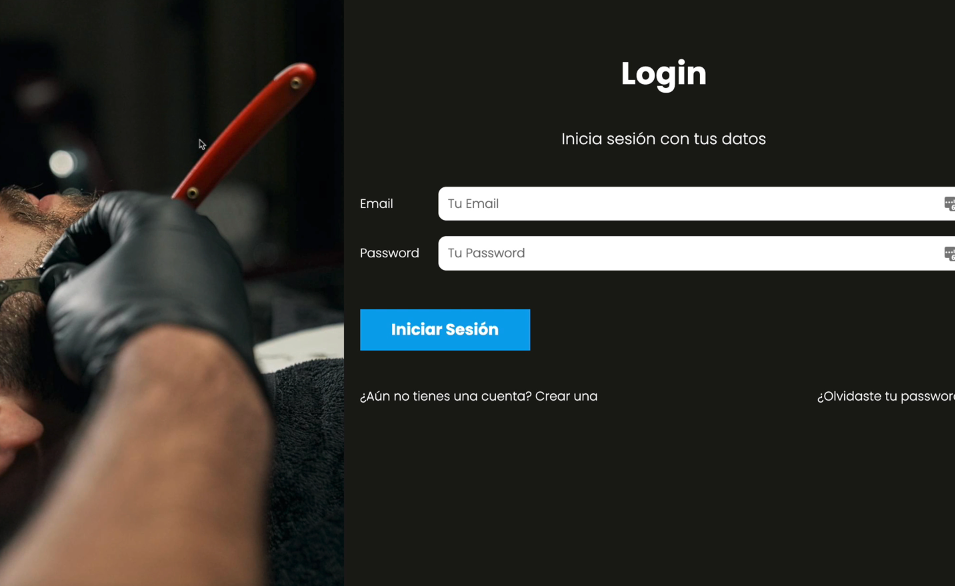 Login
Inicia sesión con tus datos
Email
Tu Email
Password
Tu Password
Iniciar Sesión
¿Aún no tienes una cuenta? Crear una
¿Olvidaste tu passwor